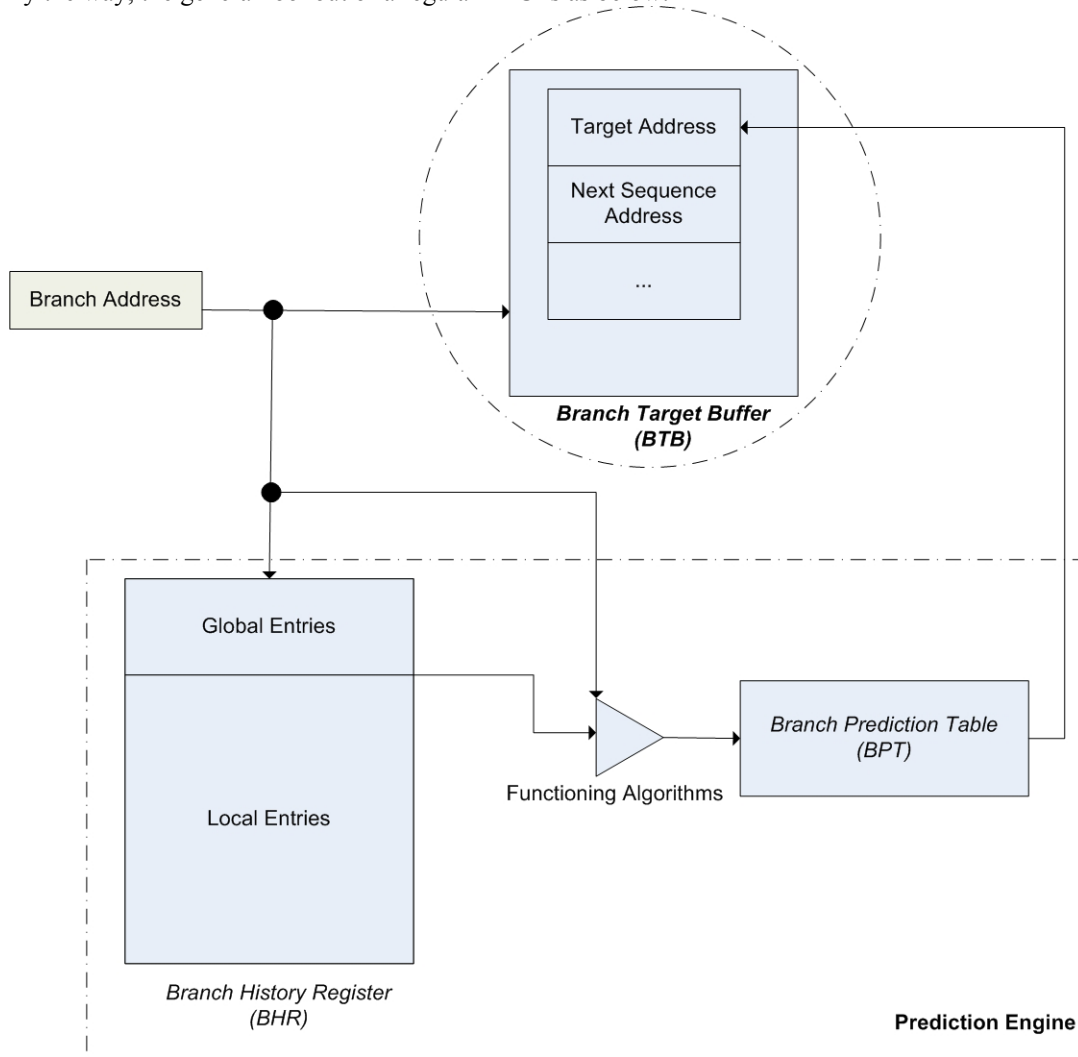 Target Address
Next Sequence
Address
...
Branch Address
Branch Target Buffer
(BTB)
Global Entries
Local Entries
Functioning Algorithms
Branch Prediction Table
(BPT)
Branch History Register
(BHR)
Prediction Engine